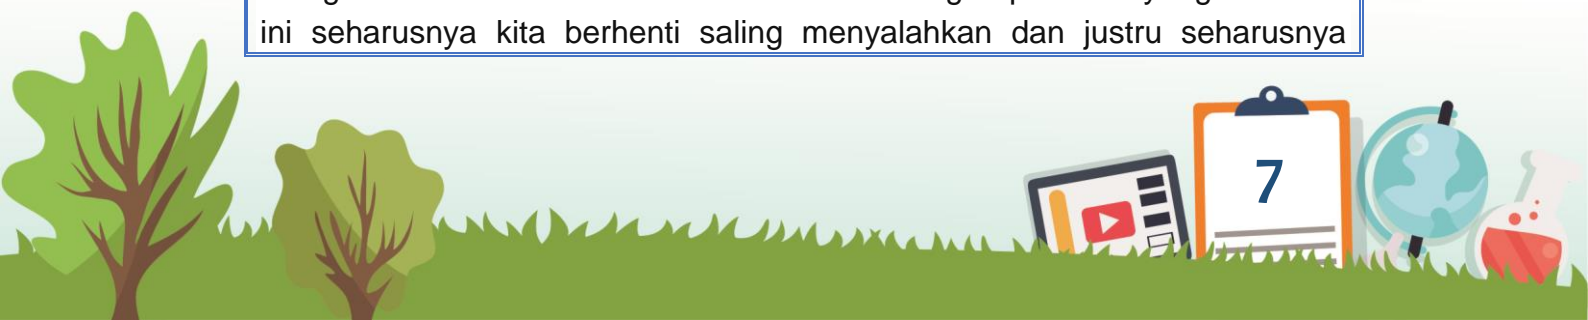 ini seharusnya kita berhenti saling menyalahkan dan justru seharusnya
7